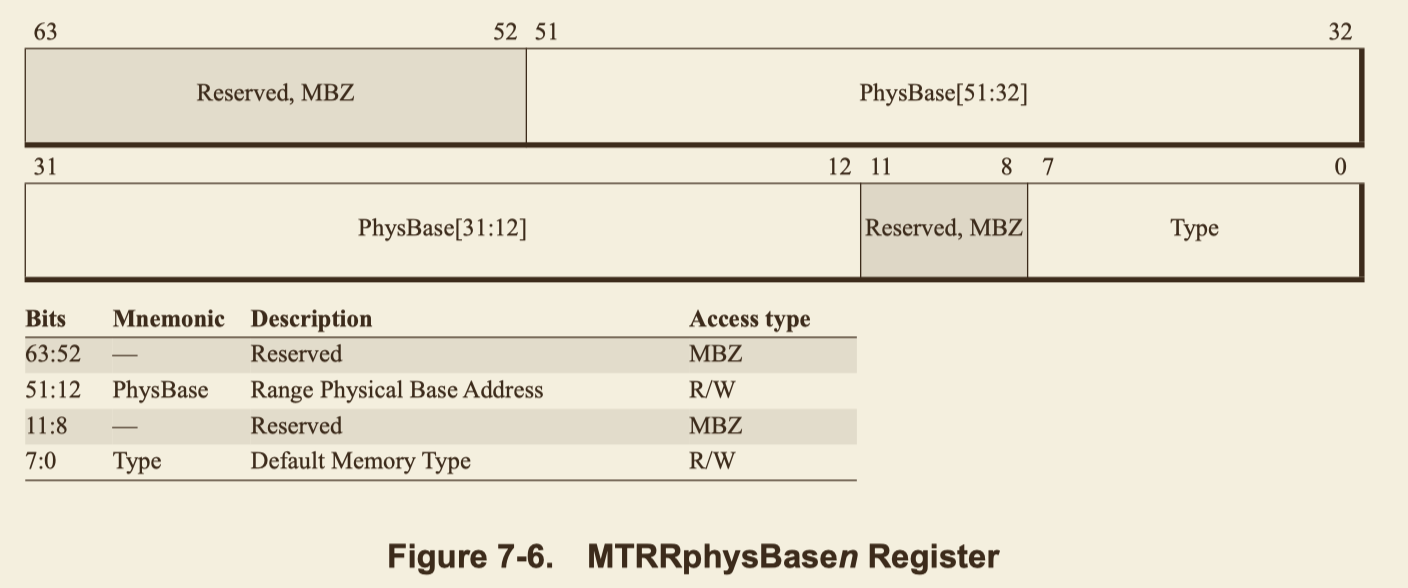 63 52 51 32
Reserved, MBZ PhysBase[51:32]
31 12 11 8 7 0
PhysBase[31:12] Reserved, MBZ Type
Bits Mnemonic Description Access type
63:52 — Reserved MBZ
51:12 PhysBase Range Physical Base Address R/W
11:8 — Reserved MBZ
7:0 Type Default Memory Type R/W
Figure 7-6. MTRRphysBasen Register